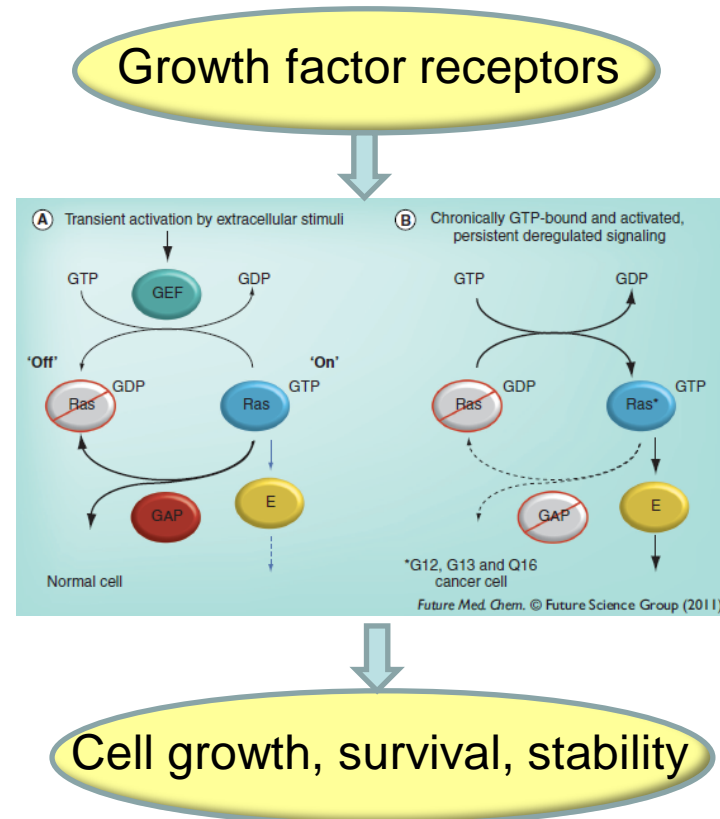 Growth factor receptors
A Transient activation by extracellular stimuli
GTP
GEF
GDP
'Off'
'On'
Ras
GDP
Ras
GTP
GAP
E
Normal cell
B Chronically GTP-bound and activated,
persistent deregulated signaling
GTP
GDP
Ras
GDP
Ras*
GTP
GAP
E
*G12, G13 and Q16
cancer cell
Future Med. Chem. © Future Science Group (2011)
Cell growth, survival, stability